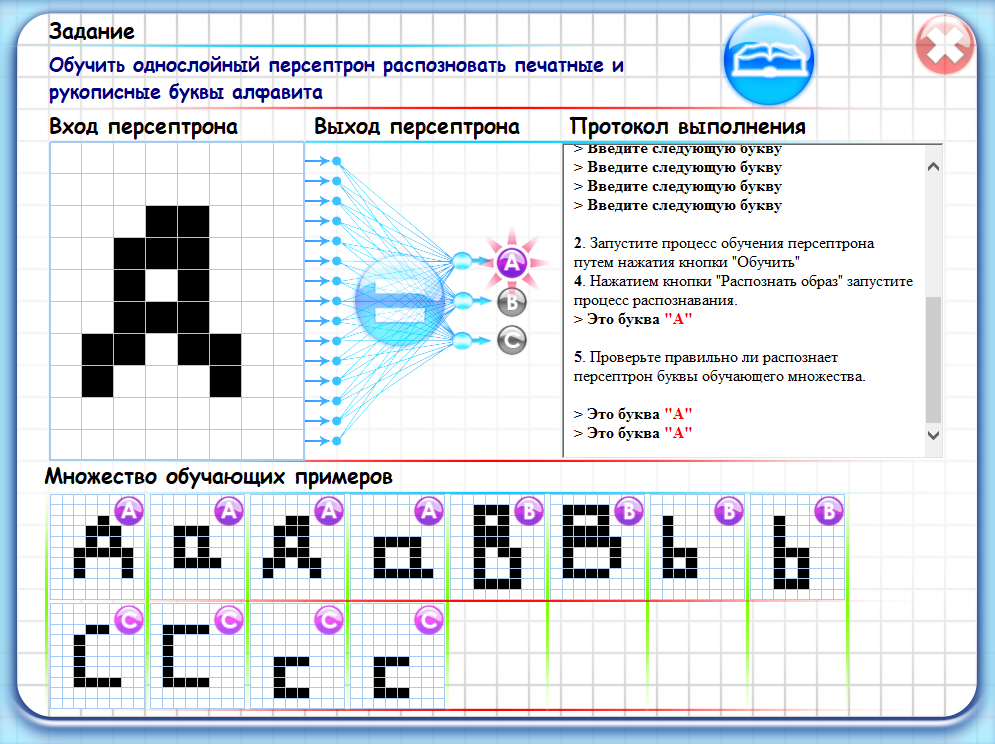 Задание
Обучить однослойный персептрон распозновать печатные и
рукописные буквы алфавита
Вход персептрона
Выход персептрона
Протокол выполнения
> Введите следующую букву
> Введите следующую букву
> Введите следующую букву
> Введите следующую букву
2. Запустите процесс обучения персептрона
путем нажатия кнопки "Обучить"
4. Нажатием кнопки "Распознать образ" запустите
процесс распознавания.
> Это буква "А"
5. Проверьте правильно ли распознает
персептрон буквы обучающего множества.
> Это буква "А"
> Это буква "А"
A
B
C
Множество обучающих примеров
A A A A B B B B
C C C C